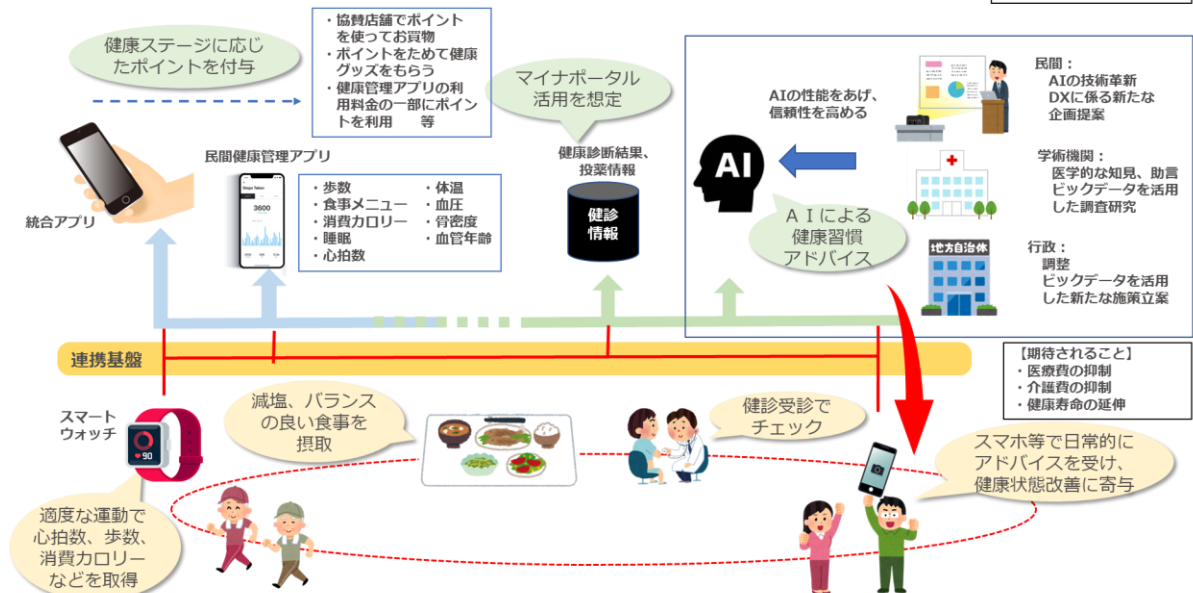 健康ステージに応じ
たポイントを付与
・協賛店舗でポイント
を使ってお買物
・ポイントをためて健康
グッズをもらう
・健康管理アプリの利
用料金の一部にポイン
トを利用　等
マイナポータル
活用を想定
統合アプリ
民間健康管理アプリ
3600
・歩数
・食事メニュー
・消費カロリー
・睡眠
・心拍数
・体温
・血圧
・骨密度
・血管年齢
健康診断結果、
投薬情報
健診
情報
AIの性能をあげ、
信頼性を高める
AI
ＡＩによる
健康習慣
アドバイス
民間：
AIの技術革新
DXに係る新たな
企画提案
学術機関：
医学的な知見、助言
ビックデータを活用
した調査研究
地方自治体
行政：
調整
ビックデータを活用
した新たな施策立案
連携基盤
【期待されること】
・医療費の抑制
・介護費の抑制
・健康寿命の延伸
スマート
ウォッチ
90
適度な運動で
心拍数、歩数、
消費カロリー
などを取得
減塩、バランス
の良い食事を
摂取
健診受診で
チェック
スマホ等で日常的に
アドバイスを受け、
健康状態改善に寄与